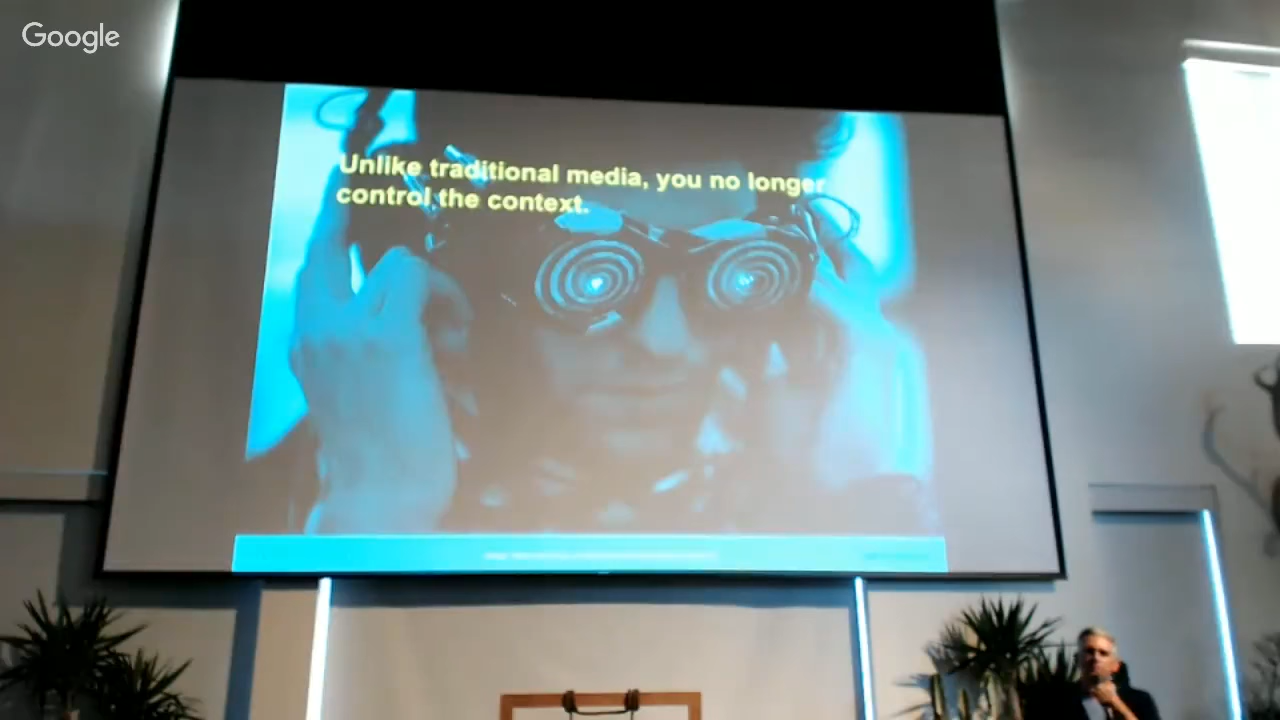 Google
Unlike traditional media, you no longer
control the context.